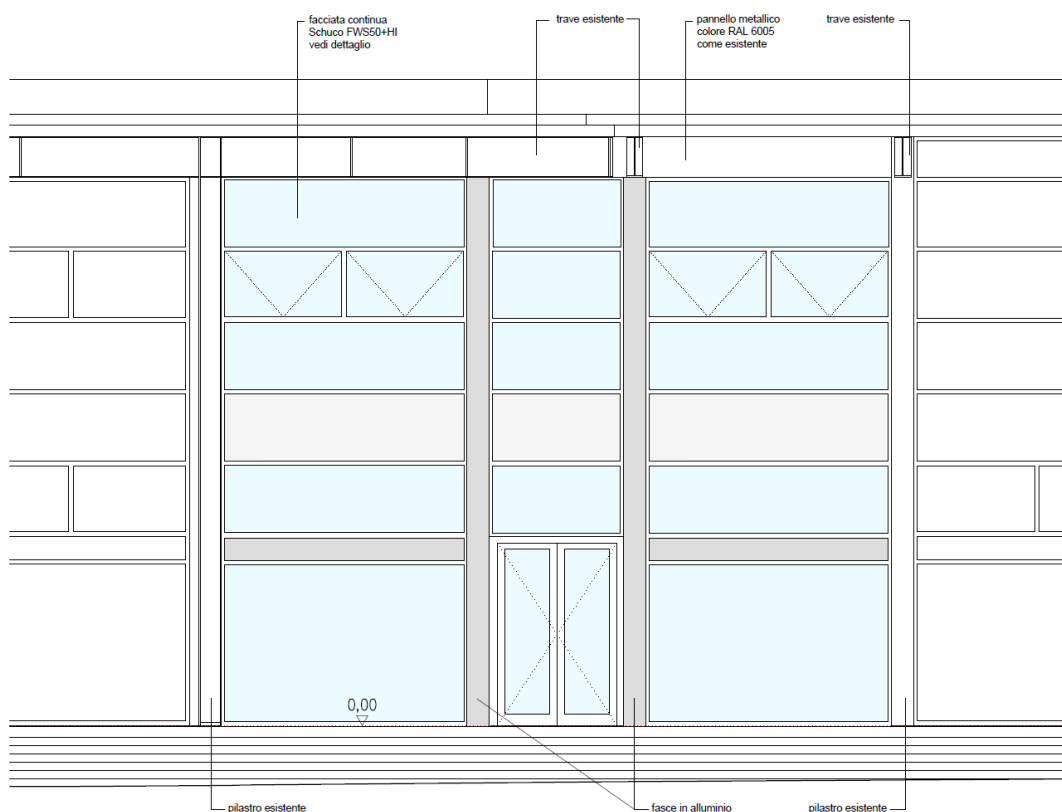 facciata continua
Schuco FWS50+HI
vedi dettaglio
trave esistente
pannello metallico
colore RAL 6005
come esistente
trave esistente
0,00
pilastro esistente
fasce in alluminio
pilastro esistente